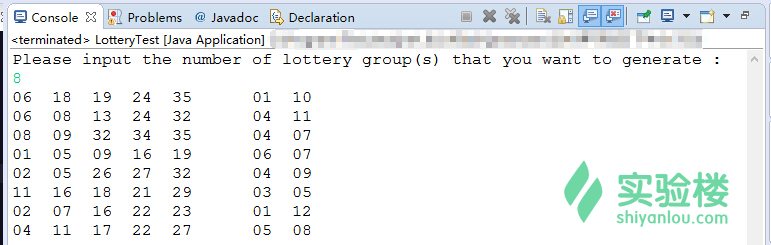 Console Problems @ Javadoc Declaration
<terminated> LotteryTest [Java Application]
Please input the number of lottery group(s) that you want to generate :
8
06 18 19 24 35 01 10
06 08 13 24 32 04 11
08 09 32 34 35 04 07
01 05 09 16 19 06 07
02 05 26 27 32 04 09
11 16 18 21 29 03 05
02 07 16 22 23 01 12
04 11 17 22 27 05 08
实验楼
shiyanlou.com